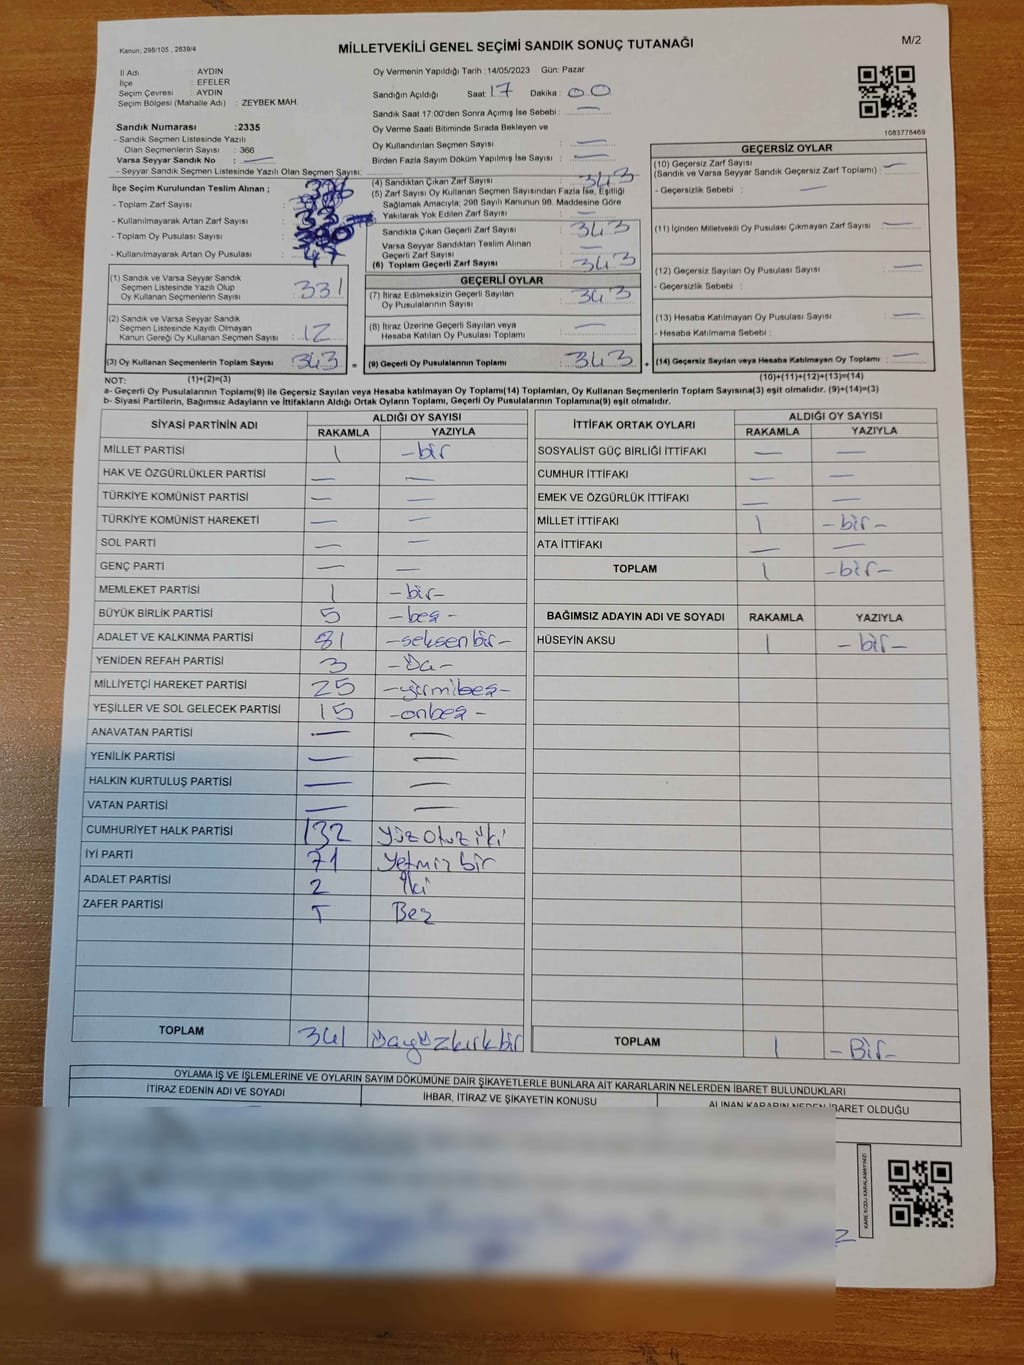 Kanun, 298/105 , 2839/4
MİLLETVEKİLİ GENEL SEÇİMİ SANDIK SONUÇ TUTANAĞI
M/2
İl Adı : AYDIN
İlçe : EFELER
Seçim Çevresi : AYDIN
Seçim Bölgesi (Mahalle Adı) : ZEYBEK MAH.
Sandık Numarası :2335
- Sandık Seçmen Listesinde Yazılı
Olan Seçmenlerin Sayısı : 366
Varsa Seyyar Sandık No : —
- Seyyar Sandık Seçmen Listesinde Yazılı Olan Seçmen Sayısı:
Oy Vermenin Yapıldığı Tarih :14/05/2023 Gün: Pazar
Sandığın Açıldığı Saat: 17 Dakika : 00
Sandık Saat 17:00'den Sonra Açımış İse Sebebi : —
Oy Verme Saati Bitiminde Sırada Bekleyen ve
Oy Kullandırılan Seçmen Sayısı : —
Birden Fazla Sayım Döküm Yapılmış İse Sayısı : —
1083778469
İlçe Seçim Kurulundan Teslim Alınan ;
- Toplam Zarf Sayısı :
- Kullanılmayarak Artan Zarf Sayısı : 33
- Toplam Oy Pusulası Sayısı :
- Kullanılmayarak Artan Oy Pusulası : 47
(1) Sandık ve Varsa Seyyar Sandık
Seçmen Listesinde Yazılı Olup
Oy Kullanan Seçmenlerin Sayısı : 331
(2) Sandık ve Varsa Seyyar Sandık
Seçmen Listesinde Kayıtlı Olmayan
Kanun Gereği Oy Kullanan Seçmen Sayısı : 12
(3) Oy Kullanan Seçmenlerin Toplam Sayısı : 343 =
(4) Sandıktan Çıkan Zarf Sayısı : 343
(5) Zarf Sayısı Oy Kullanan Seçmen Sayısından Fazla İse, Eşitliği
Sağlamak Amacıyla, 298 Sayılı Kanunun 98. Maddesine Göre
Yakılarak Yok Edilen Zarf Sayısı : —
Sandıkta Çıkan Geçerli Zarf Sayısı : 343
Varsa Seyyar Sandıktan Teslim Alınan
Geçerli Zarf Sayısı : —
(6) Toplam Geçerli Zarf Sayısı : 343
GEÇERLİ OYLAR
(7) İtiraz Edilmeksizin Geçerli Sayılan
Oy Pusulalarının Sayısı : 343
(8) İtiraz Üzerine Geçerli Sayılan veya
Hesaba Katılan Oy Pusulası Toplamı : —
(9) Geçerli Oy Pusulalarının Toplamı : 343 +
GEÇERSİZ OYLAR
(10) Geçersiz Zarf Sayısı
(Sandık ve Varsa Seyyar Sandık Geçersiz Zarf Toplamı) : —
- Geçersizlik Sebebi : —
(11) İçinden Milletvekili Oy Pusulası Çıkmayan Zarf Sayısı : —
(12) Geçersiz Sayılan Oy Pusulası Sayısı : —
- Geçersizlik Sebebi :
(13) Hesaba Katılmayan Oy Pusulası Sayısı : —
- Hesaba Katılmama Sebebi :
(14) Geçersiz Sayılan veya Hesaba Katılmayan Oy Toplamı : —
NOT: (1)+(2)=(3)
(10)+(11)+(12)+(13)=(14)
a- Geçerli Oy Pusulalarının Toplamı(9) ile Geçersiz Sayılan veya Hesaba katılmayan Oy Toplamı(14) Toplamları, Oy Kullanan Seçmenlerin Toplam Sayısına(3) eşit olmalıdır. (9)+(14)=(3)
b- Siyasi Partilerin, Bağımsız Adayların ve İttifakların Aldığı Ortak Oyların Toplamı, Geçerli Oy Pusulalarının Toplamına(9) eşit olmalıdır.
SİYASİ PARTİNİN ADI ALDIĞI OY SAYISI
RAKAMLA YAZIYLA
MİLLET PARTİSİ 1 -bir
HAK VE ÖZGÜRLÜKLER PARTİSİ — —
TÜRKİYE KOMÜNİST PARTİSİ — —
TÜRKİYE KOMÜNİST HAREKETİ — —
SOL PARTİ — —
GENÇ PARTİ — —
MEMLEKET PARTİSİ 1 -bir-
BÜYÜK BİRLİK PARTİSİ 5 -beş-
ADALET VE KALKINMA PARTİSİ 81 -seksenbir-
YENİDEN REFAH PARTİSİ 3 -Üç-
MİLLİYETÇİ HAREKET PARTİSİ 25 -yirmibeş-
YEŞİLLER VE SOL GELECEK PARTİSİ 15 -onbeş-
ANAVATAN PARTİSİ — —
YENİLİK PARTİSİ — —
HALKIN KURTULUŞ PARTİSİ — —
VATAN PARTİSİ — —
CUMHURİYET HALK PARTİSİ 132 Yüz otuz iki
İYİ PARTİ 71 Yetmiş bir
ADALET PARTİSİ 2 İki
ZAFER PARTİSİ 5 Beş
TOPLAM 341 Üçyüzkırkbir
İTTİFAK ORTAK OYLARI ALDIĞI OY SAYISI
RAKAMLA YAZIYLA
SOSYALİST GÜÇ BİRLİĞİ İTTİFAKI — —
CUMHUR İTTİFAKI — —
EMEK VE ÖZGÜRLÜK İTTİFAKI — —
MİLLET İTTİFAKI 1 -bir-
ATA İTTİFAKI — —
TOPLAM 1 -bir-
BAĞIMSIZ ADAYIN ADI VE SOYADI RAKAMLA YAZIYLA
HÜSEYİN AKSU 1 -bir-
TOPLAM 1 -Bir-
OYLAMA İŞ VE İŞLEMLERİNE VE OYLARIN SAYIM DÖKÜMÜNE DAİR ŞİKAYETLERLE BUNLARA AİT KARARLARIN NELERDEN İBARET BULUNDUKLARI
İTİRAZ EDENİN ADI VE SOYADI İHBAR, İTİRAZ VE ŞİKAYETİN KONUSU ALINAN KARARIN NEDEN İBARET OLDUĞU
KARE KODU KARALAMAYINIZ!